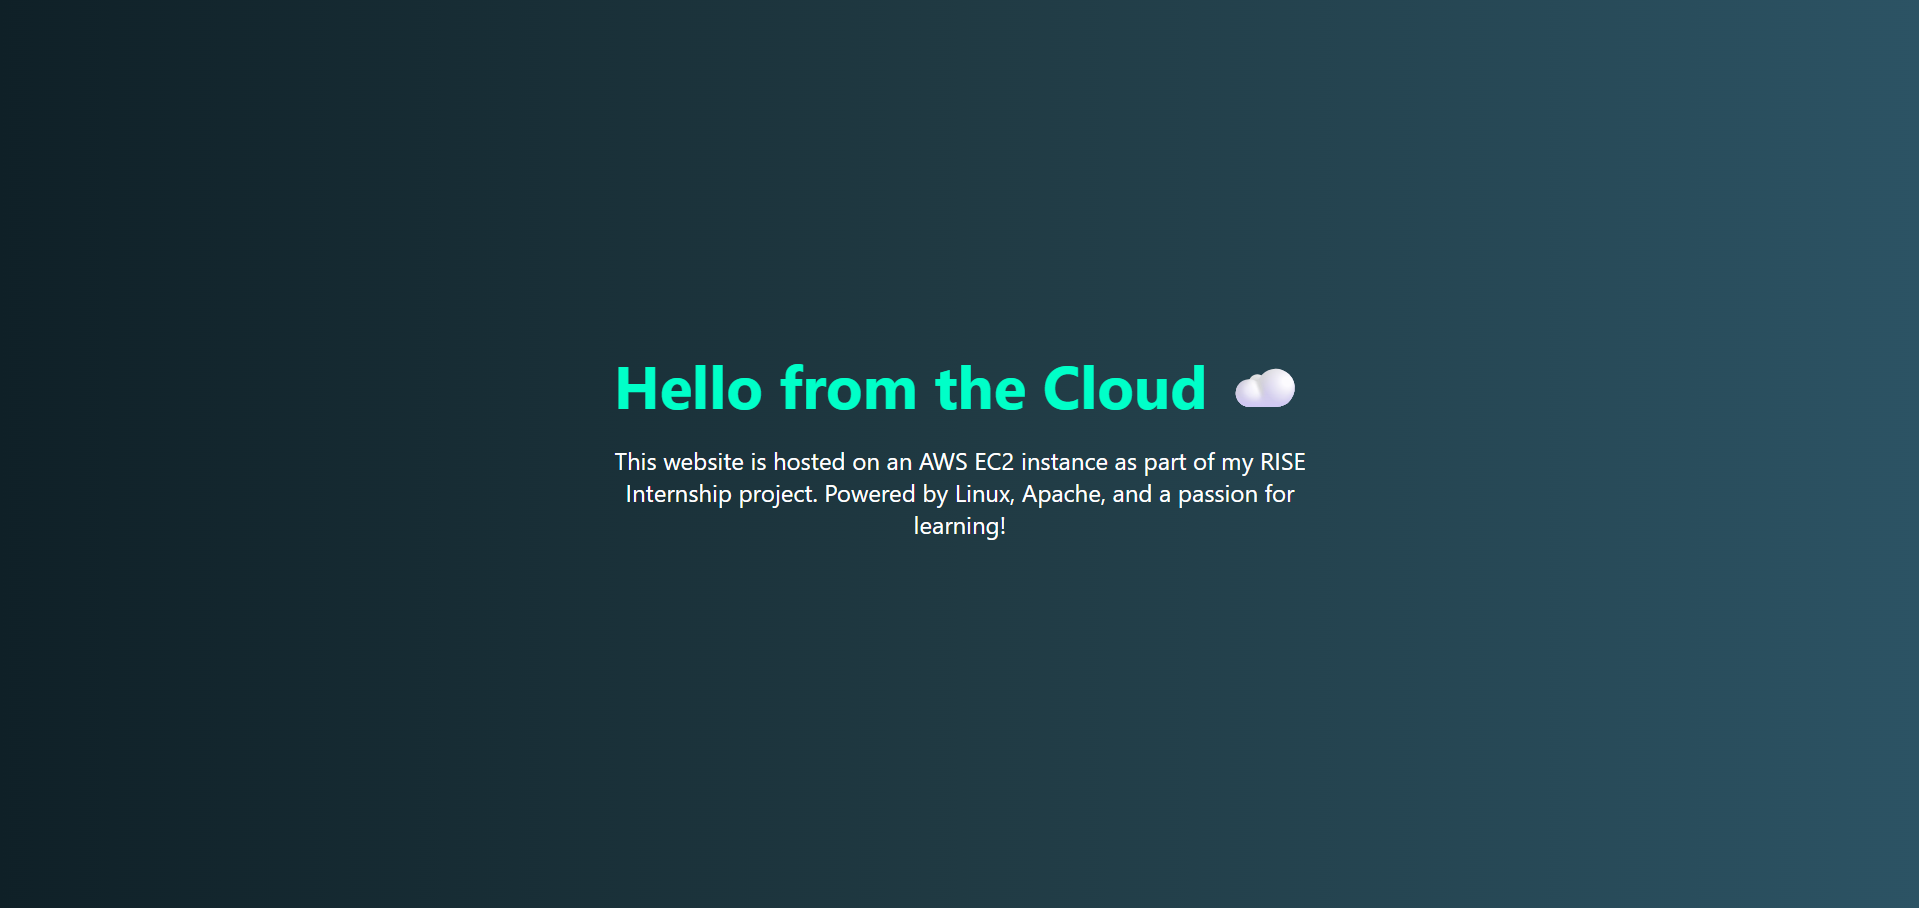 Hello from the Cloud ☁️
This website is hosted on an AWS EC2 instance as part of my RISE
Internship project. Powered by Linux, Apache, and a passion for
learning!